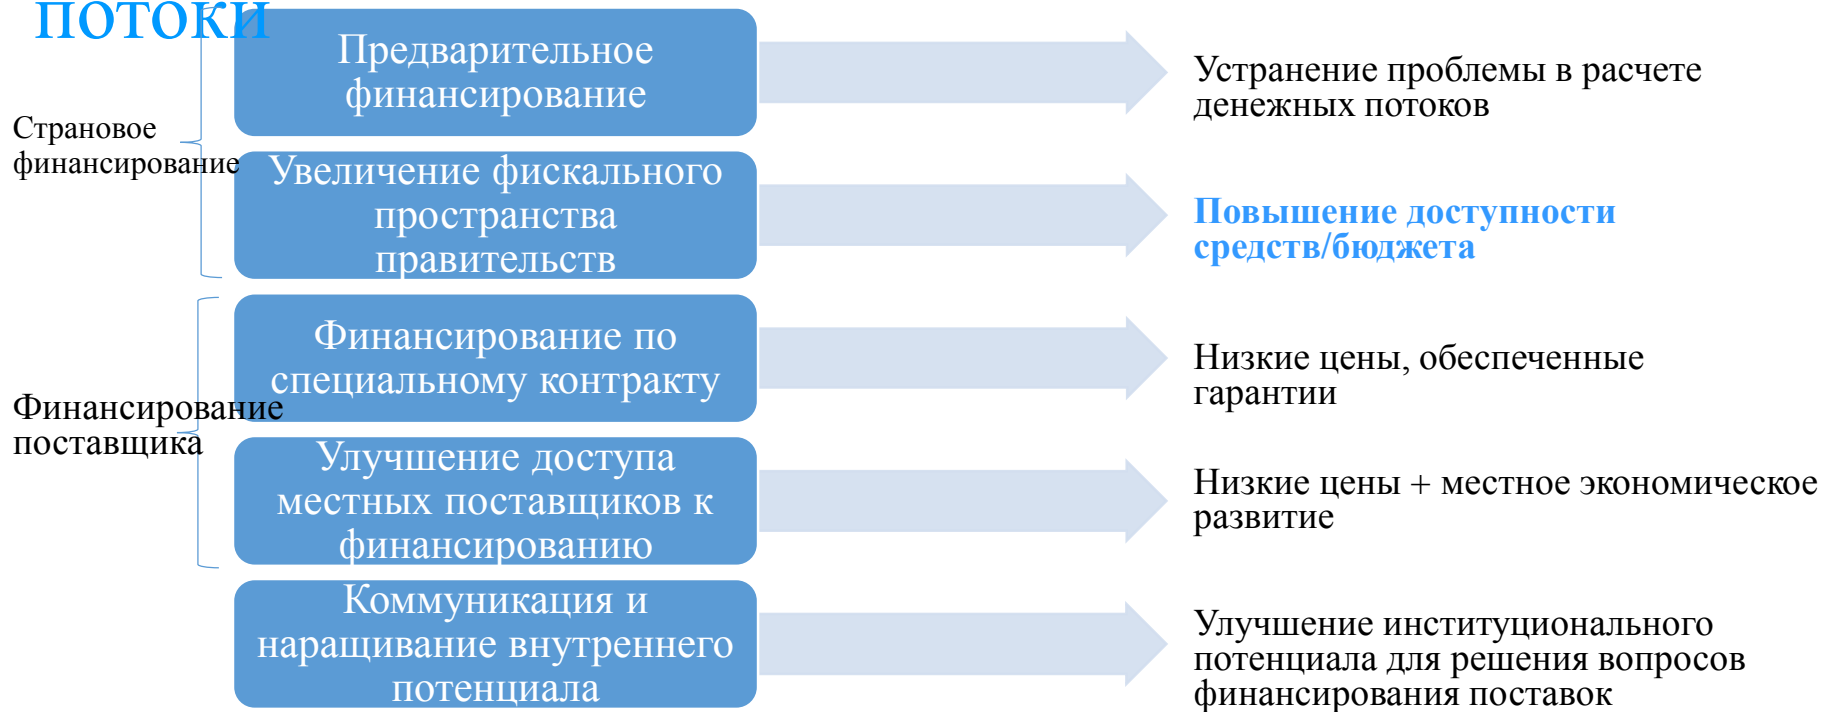 потоки
Страновое
финансирование
Предварительное
финансирование
Устранение проблемы в расчете
денежных потоков
Увеличение фискального
пространства
правительств
Повышение доступности
средств/бюджета
Финансирование
поставщика
Финансирование по
специальному контракту
Низкие цены, обеспеченные
гарантии
Улучшение доступа
местных поставщиков к
финансированию
Низкие цены + местное экономическое
развитие
Коммуникация и
наращивание внутреннего
потенциала
Улучшение институционального
потенциала для решения вопросов
финансирования поставок